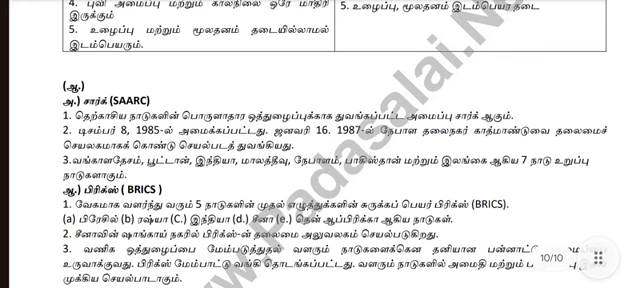 4. புவி அமைப்பு மற்றும் காலநிலை ஒரே மாதிரி
இருக்கும்
5. உழைப்பு மற்றும் மூலதனம் தடையில்லாமல்
இடம்பெயரும்.
5. உழைப்பு, மூலதனம் இடம்பெயர தடை
(ஆ.)
அ.) சார்க் (SAARC)
1. தெற்காசிய நாடுகளின் பொருளாதார ஒத்துழைப்புக்காக துவங்கப்பட்ட அமைப்பு சார்க் ஆகும்.
2. டிசம்பர் 8, 1985-ல் அமைக்கப்பட்டது. ஜனவரி 16. 1987-ல் நேபாள தலைநகர் காத்மாண்டுவை தலைமைச்
செயலகமாகக் கொண்டு செயல்படத் துவங்கியது.
3.வங்காளதேசம், பூட்டான், இந்தியா, மாலத்தீவு, நேபாளம், பாகிஸ்தான் மற்றும் இலங்கை ஆகிய 7 நாடு உறுப்பு
நாடுகளாகும்.
ஆ.) பிரிக்ஸ் ( BRICS )
1. வேகமாக வளர்ந்து வரும் 5 நாடுகளின் முதல் எழுத்துக்களின் சுருக்கப் பெயர் பிரிக்ஸ் (BRICS).
(a) பிரேசில் (b) ரஷ்யா (C.) இந்தியா (d.) சீனா (e.) தென் ஆப்பிரிக்கா ஆகிய நாடுகள்.
2. சீனாவின் ஷாங்காய் நகரில் பிரிக்ஸ்-ன் தலைமை அலுவலகம் செயல்படுகிறது.
3. வணிக ஒத்துழைப்பை மேம்படுத்துதல் வளரும் நாடுகளைக்கென தனியான
உருவாக்குவது. பிரிக்ஸ் மேம்பாட்டு வங்கி தொடங்கப்பட்டது. வளரும் நாடுகளில் அமைதி மற்றும்
முக்கிய செயல்பாடாகும்.
10/10
www.Padasalai.N